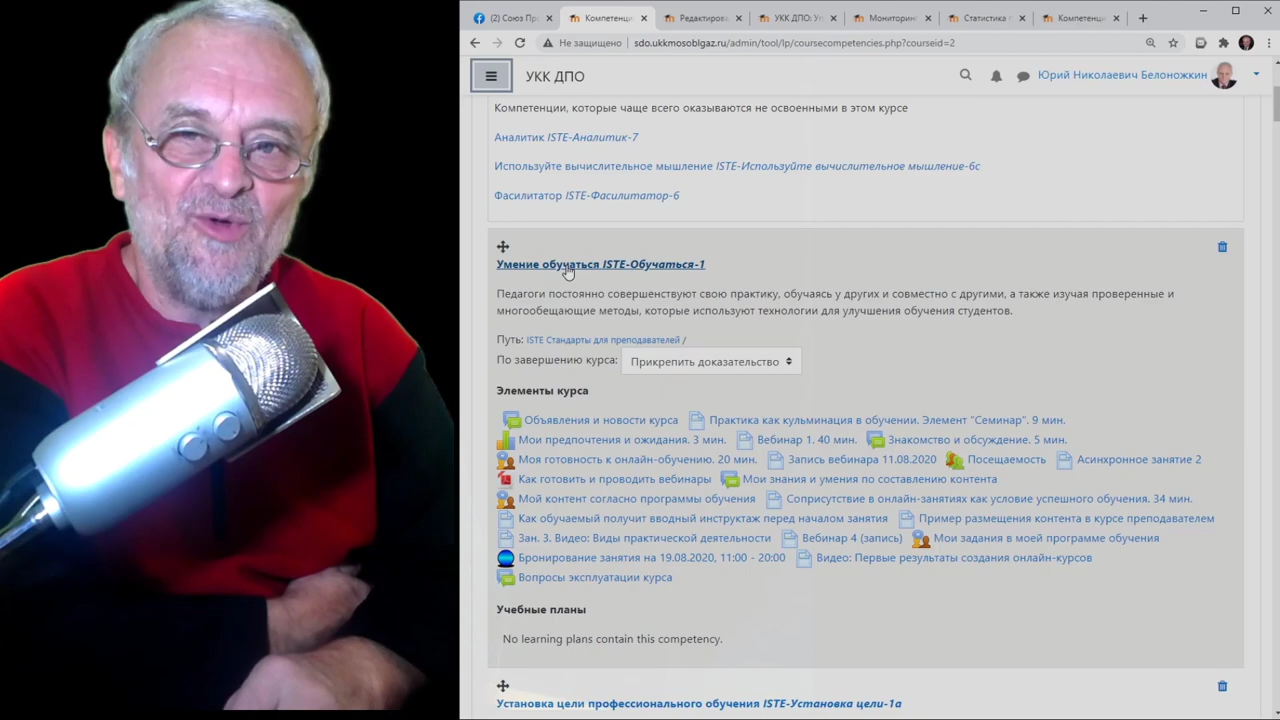 (2) Союз Пр
Компетенци
Редактирова
УКК ДПО: У
Мониторин
Статистика п
Компетенци
Не защищено
sdo.ukkmosoblgaz.ru/admin/tool/lp/coursecompetencies.php?courseid=2
УКК ДПО
Юрий Николаевич Белоножкин
Компетенции, которые чаще всего оказываются не освоенными в этом курсе
Аналитик ISTE-Аналитик-7
Используйте вычислительное мышление ISTE-Используйте вычислительное мышление-6c
Фасилитатор ISTE-Фасилитатор-6
Умение обучаться ISTE-Обучаться-1
Педагоги постоянно совершенствуют свою практику, обучаясь у других и совместно с другими, а также изучая проверенные и
многообещающие методы, которые используют технологии для улучшения обучения студентов.
Путь: ISTE Стандарты для преподавателей /
По завершению курса: Прикрепить доказательство
Элементы курса
Объявления и новости курса Практика как кульминация в обучении. Элемент "Семинар". 9 мин.
Мои предпочтения и ожидания. 3 мин. Вебинар 1. 40 мин. Знакомство и обсуждение. 5 мин.
Моя готовность к онлайн-обучению. 20 мин. Запись вебинара 11.08.2020 Посещаемость Асинхронное занятие 2
Как готовить и проводить вебинары Мои знания и умения по составлению контента
Мой контент согласно программы обучения Соприсутствие в онлайн-занятиях как условие успешного обучения. 34 мин.
Как обучаемый получит вводный инструктаж перед началом занятия Пример размещения контента в курсе преподавателем
Зан. 3. Видео: Виды практической деятельности Вебинар 4 (запись) Мои задания в моей программе обучения
Бронирование занятия на 19.08.2020, 11:00 - 20:00 Видео: Первые результаты создания онлайн-курсов
Вопросы эксплуатации курса
Учебные планы
No learning plans contain this competency.
Установка цели профессионального обучения ISTE-Установка цели-1a